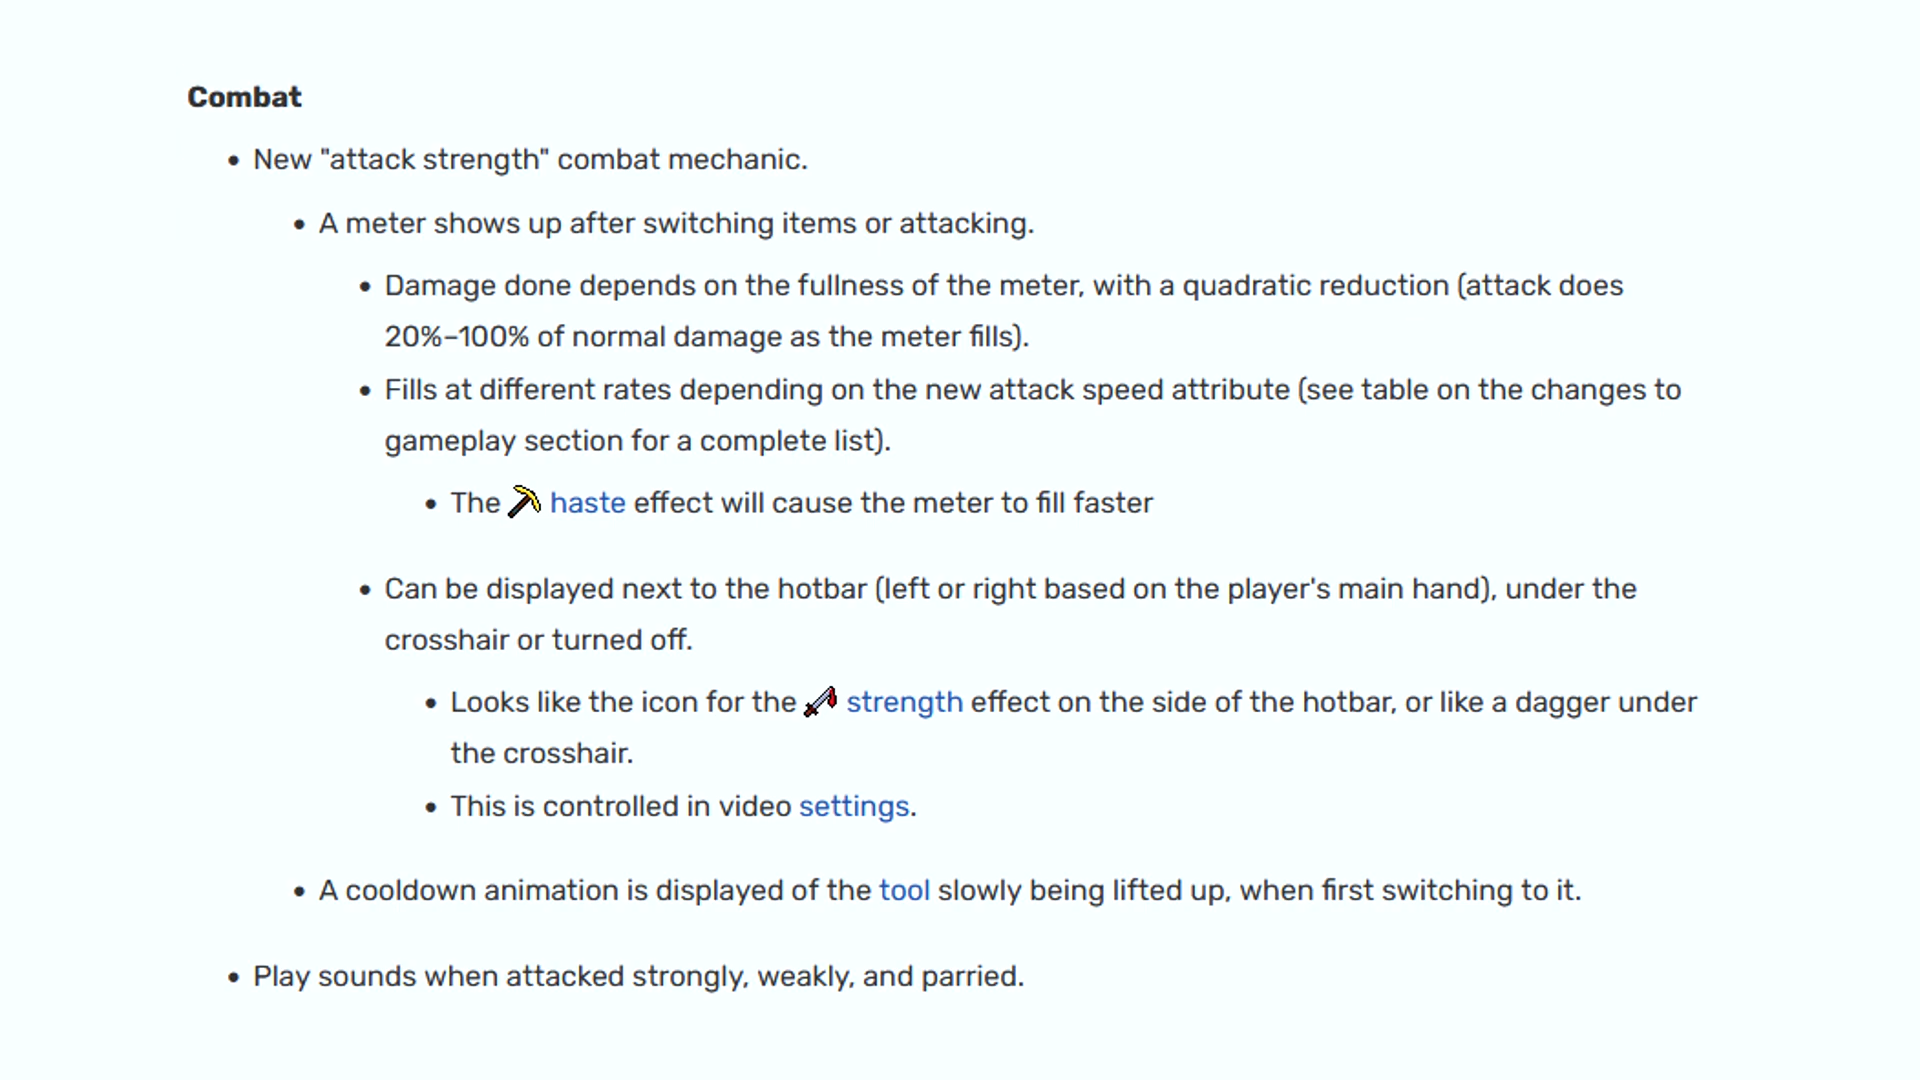 Combat
New "attack strength" combat mechanic.
A meter shows up after switching items or attacking.
Damage done depends on the fullness of the meter, with a quadratic reduction (attack does
20%–100% of normal damage as the meter fills).
Fills at different rates depending on the new attack speed attribute (see table on the changes to
gameplay section for a complete list).
The haste effect will cause the meter to fill faster
Can be displayed next to the hotbar (left or right based on the player's main hand), under the
crosshair or turned off.
Looks like the icon for the strength effect on the side of the hotbar, or like a dagger under
the crosshair.
This is controlled in video settings.
A cooldown animation is displayed of the tool slowly being lifted up, when first switching to it.
Play sounds when attacked strongly, weakly, and parried.